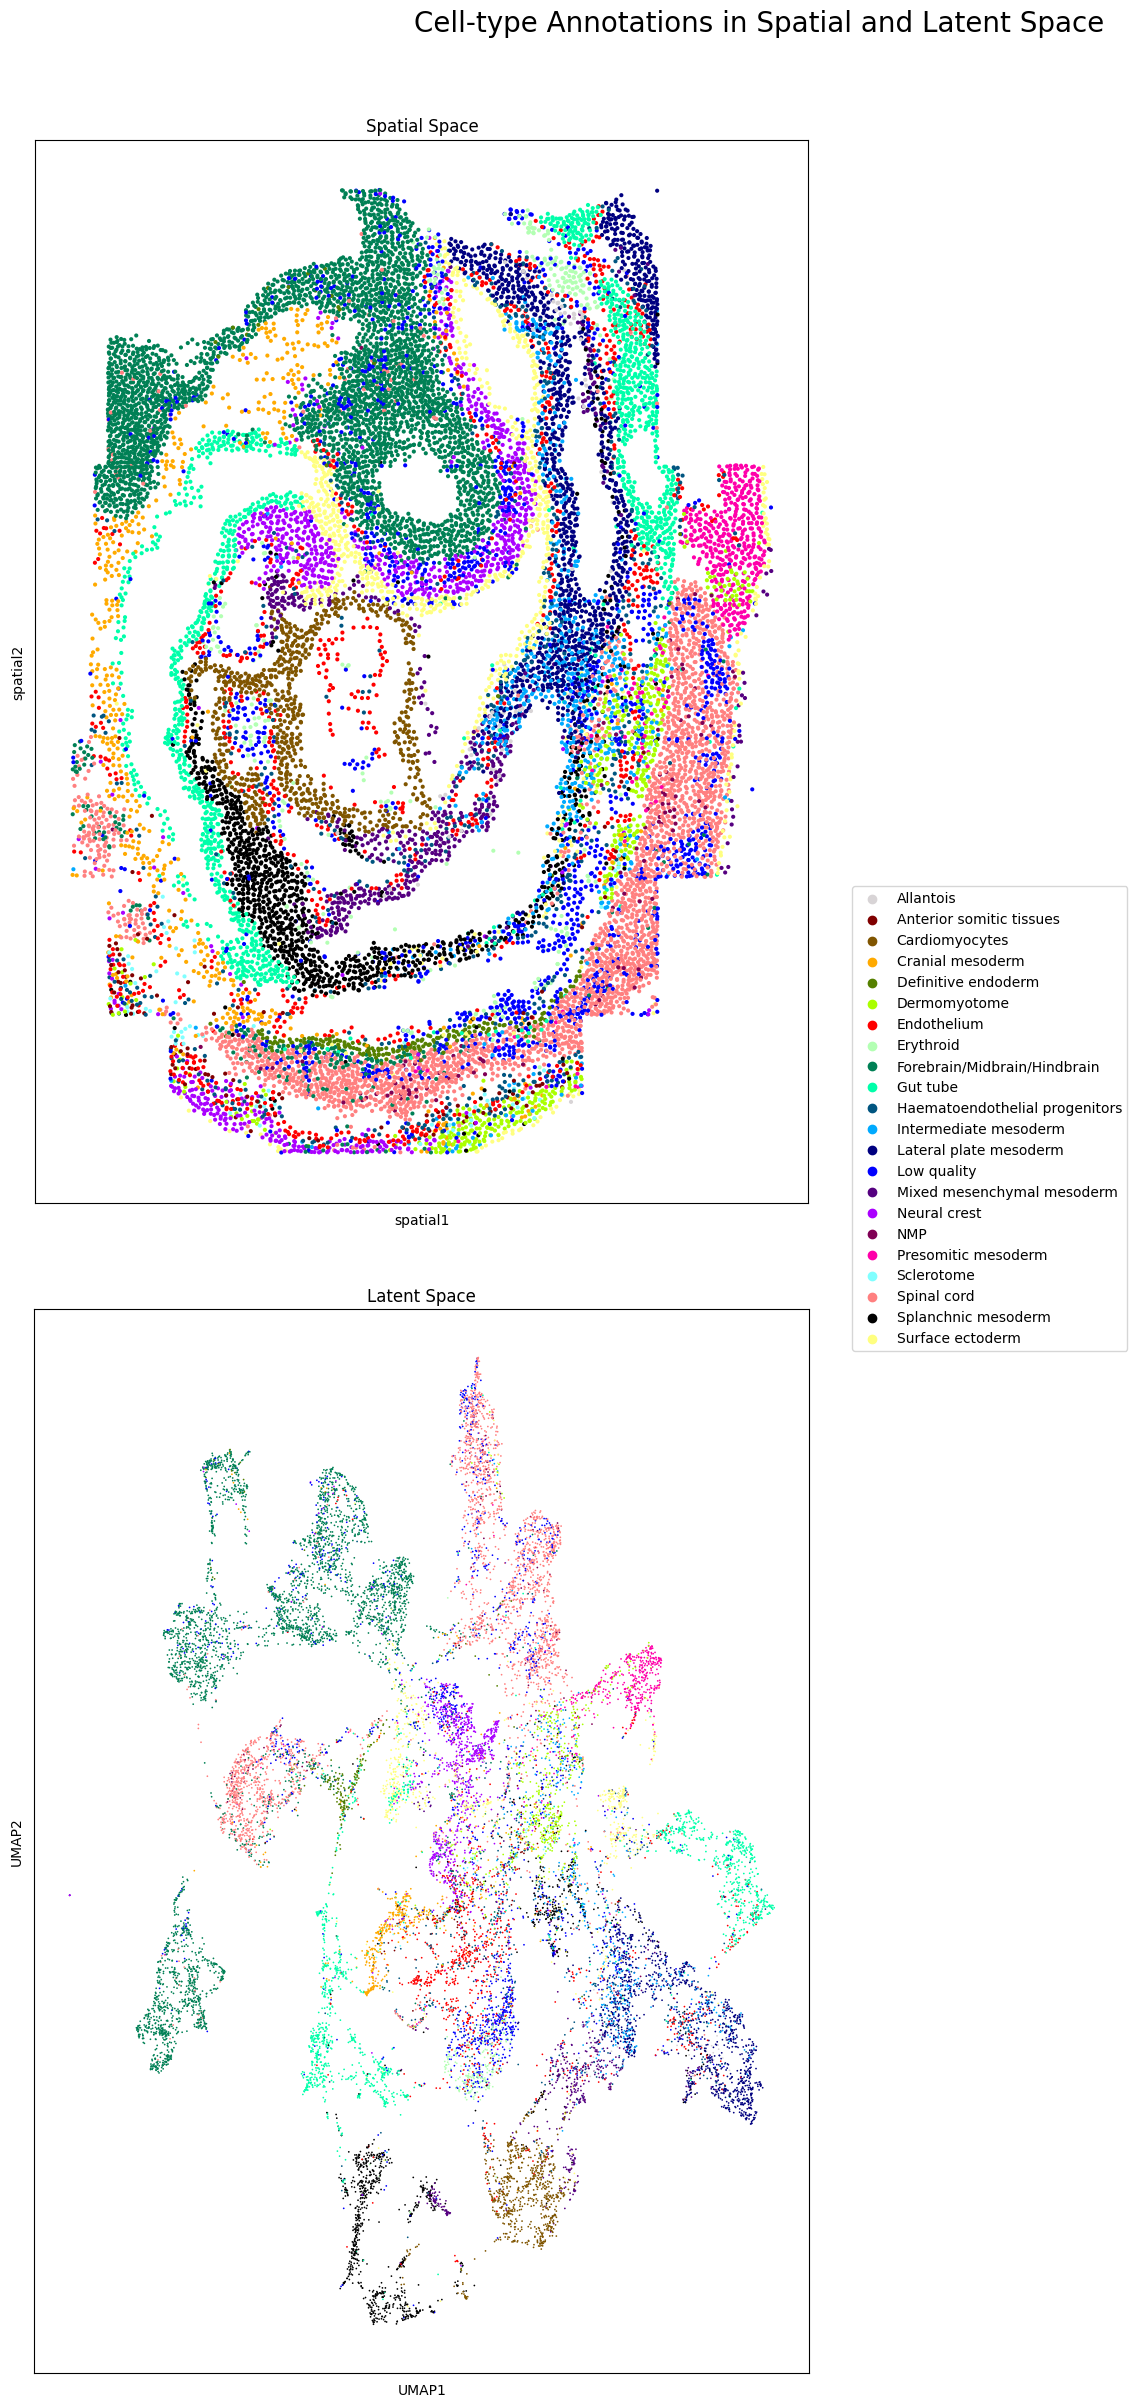 Cell-type Annotations in Spatial and Latent Space
Spatial Space
spatial2
spatial1
Allantois
Anterior somitic tissues
Cardiomyocytes
Cranial mesoderm
Definitive endoderm
Dermomyotome
Endothelium
Erythroid
Forebrain/Midbrain/Hindbrain
Gut tube
Haematoendothelial progenitors
Intermediate mesoderm
Lateral plate mesoderm
Low quality
Mixed mesenchymal mesoderm
Neural crest
NMP
Presomitic mesoderm
Sclerotome
Spinal cord
Splanchnic mesoderm
Surface ectoderm
Latent Space
UMAP2
UMAP1